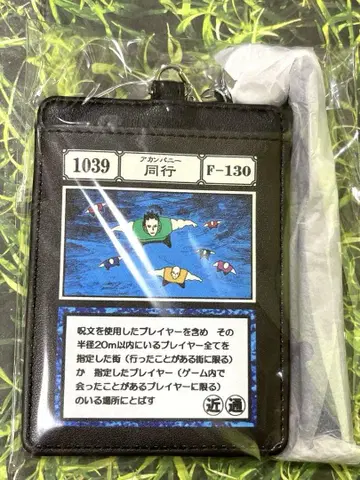 1039
アカンパニー
同行
F-130
呪文を使用したプレイヤーを含め その
半径20m以内にいるプレイヤー全てを
指定した街（行ったことがある街に限る）
か 指定したプレイヤー（ゲーム内で
会ったことがあるプレイヤーに限る）
のいる場所にとばす
近 通